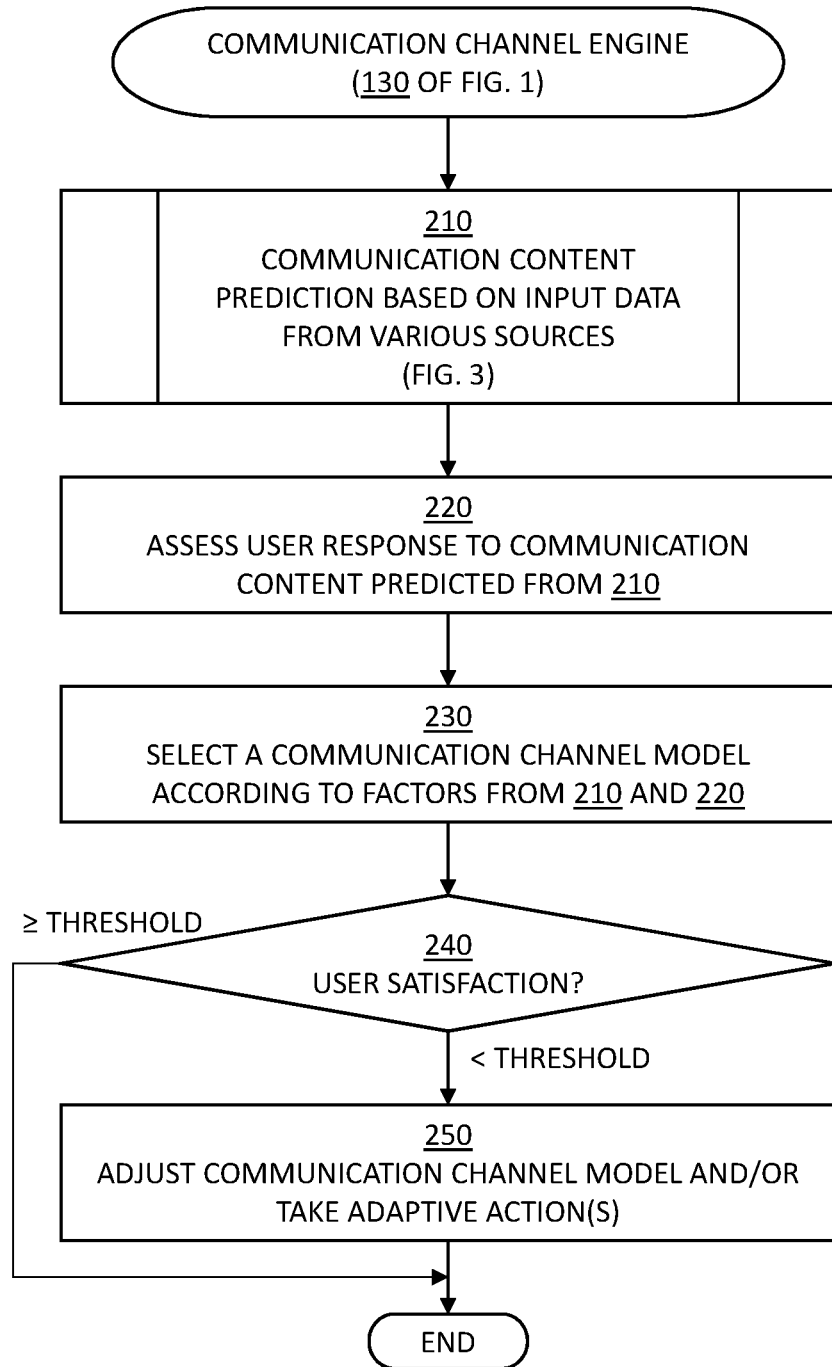 COMMUNICATION CHANNEL ENGINE
(130 OF FIG. 1)
210
COMMUNICATION CONTENT
PREDICTION BASED ON INPUT DATA
FROM VARIOUS SOURCES
(FIG. 3)
220
ASSESS USER RESPONSE TO COMMUNICATION
CONTENT PREDICTED FROM 210
230
SELECT A COMMUNICATION CHANNEL MODEL
ACCORDING TO FACTORS FROM 210 AND 220
≥ THRESHOLD
240
USER SATISFACTION?
< THRESHOLD
250
ADJUST COMMUNICATION CHANNEL MODEL AND/OR
TAKE ADAPTIVE ACTION(S)
END